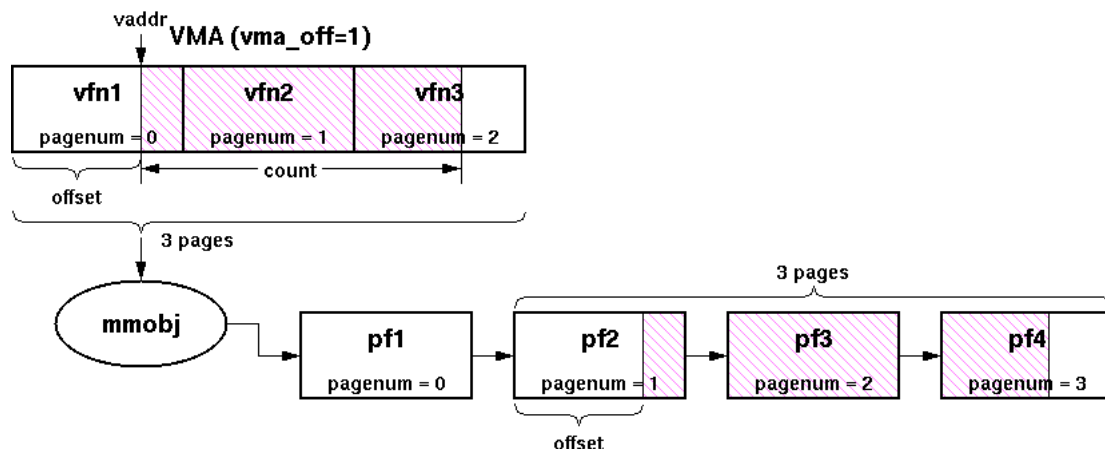 vaddr
VMA (vma_off=1)
vfn1
vfn2
vfn3
pagenum = 0
pagenum = 1
pagenum = 2
count
offset
3 pages
3 pages
mmobj
pf1
pf2
pf3
pf4
pagenum = 0
pagenum = 1
pagenum = 2
pagenum = 3
offset